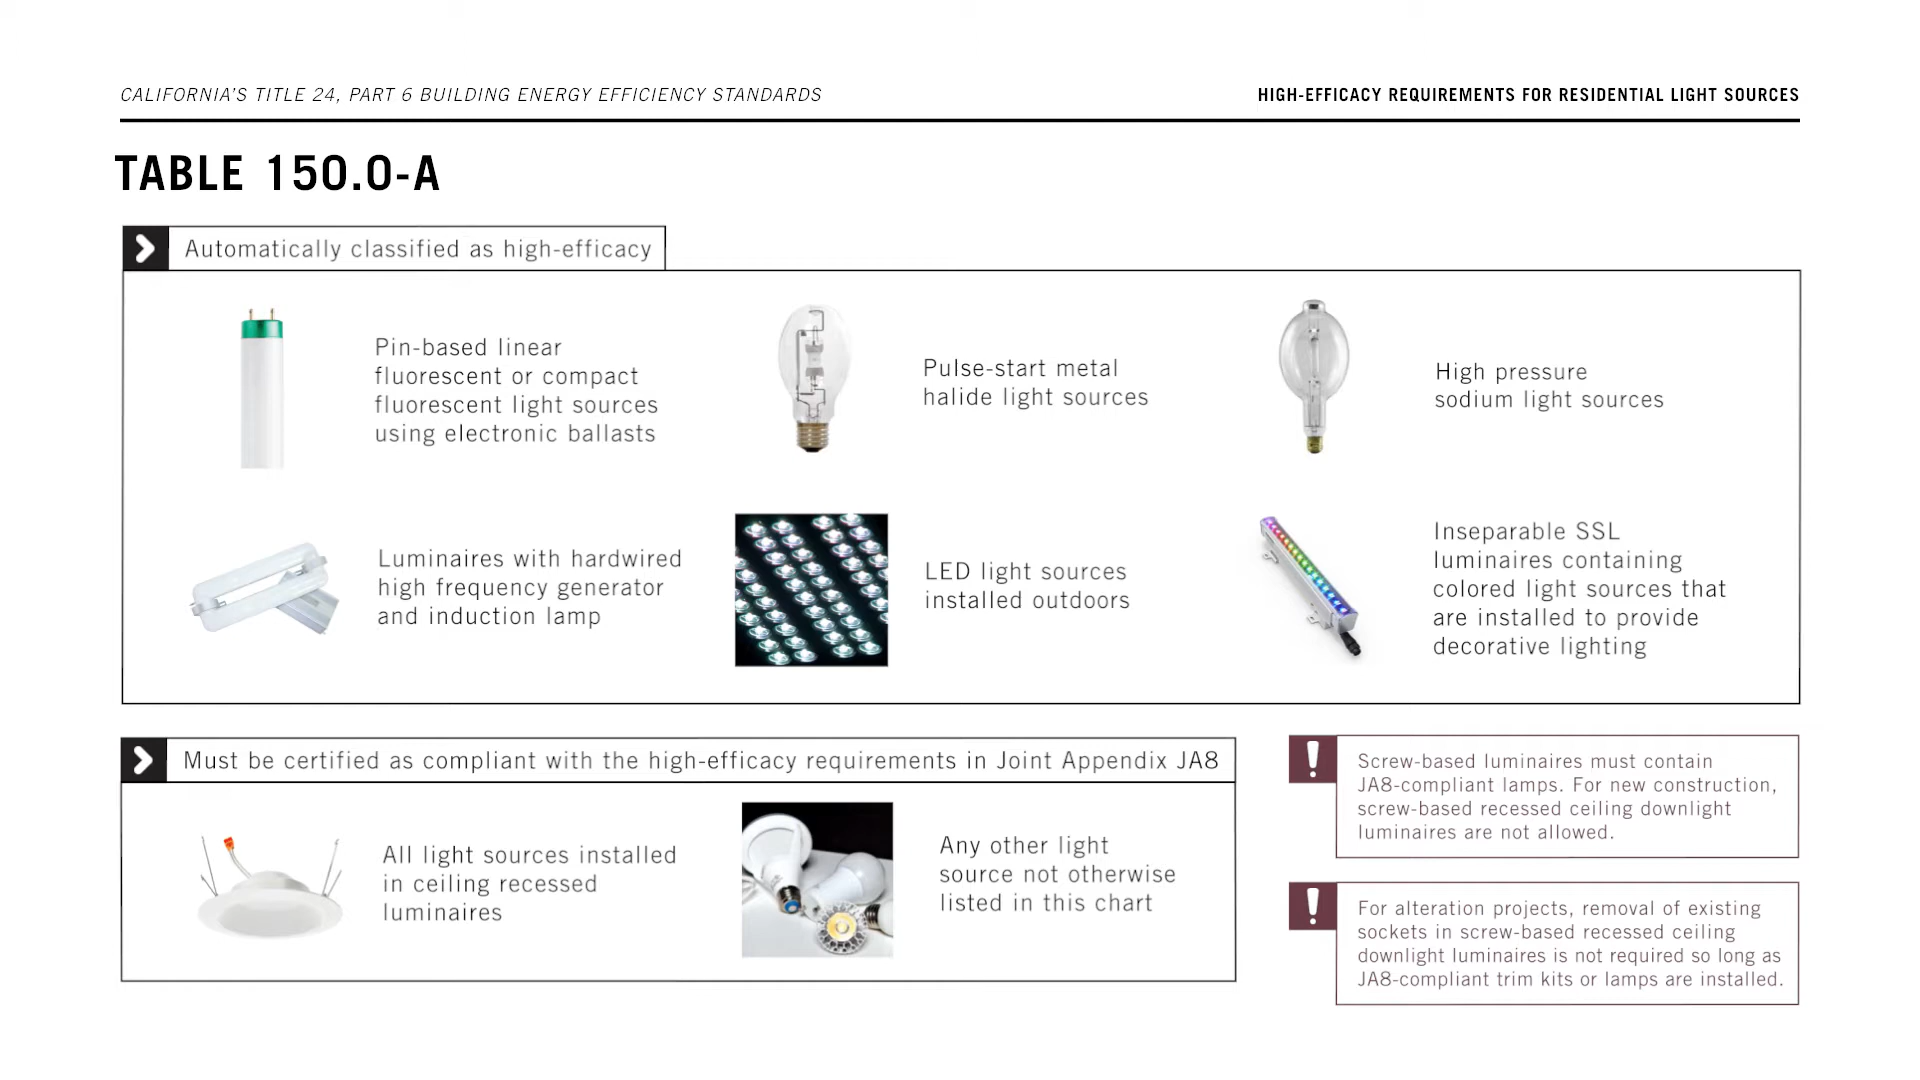 CALIFORNIA'S TITLE 24, PART 6 BUILDING ENERGY EFFICIENCY STANDARDS
HIGH-EFFICACY REQUIREMENTS FOR RESIDENTIAL LIGHT SOURCES
TABLE 150.0-A
Automatically classified as high-efficacy
Pin-based linear
fluorescent or compact
fluorescent light sources
using electronic ballasts
Pulse-start metal
halide light sources
High pressure
sodium light sources
Luminaires with hardwired
high frequency generator
and induction lamp
LED light sources
installed outdoors
Inseparable SSL
luminaires containing
colored light sources that
are installed to provide
decorative lighting
Must be certified as compliant with the high-efficacy requirements in Joint Appendix JA8
All light sources installed
in ceiling recessed
luminaires
Any other light
source not otherwise
listed in this chart
Screw-based luminaires must contain
JA8-compliant lamps. For new construction,
screw-based recessed ceiling downlight
luminaires are not allowed.
For alteration projects, removal of existing
sockets in screw-based recessed ceiling
downlight luminaires is not required so long as
JA8-compliant trim kits or lamps are installed.